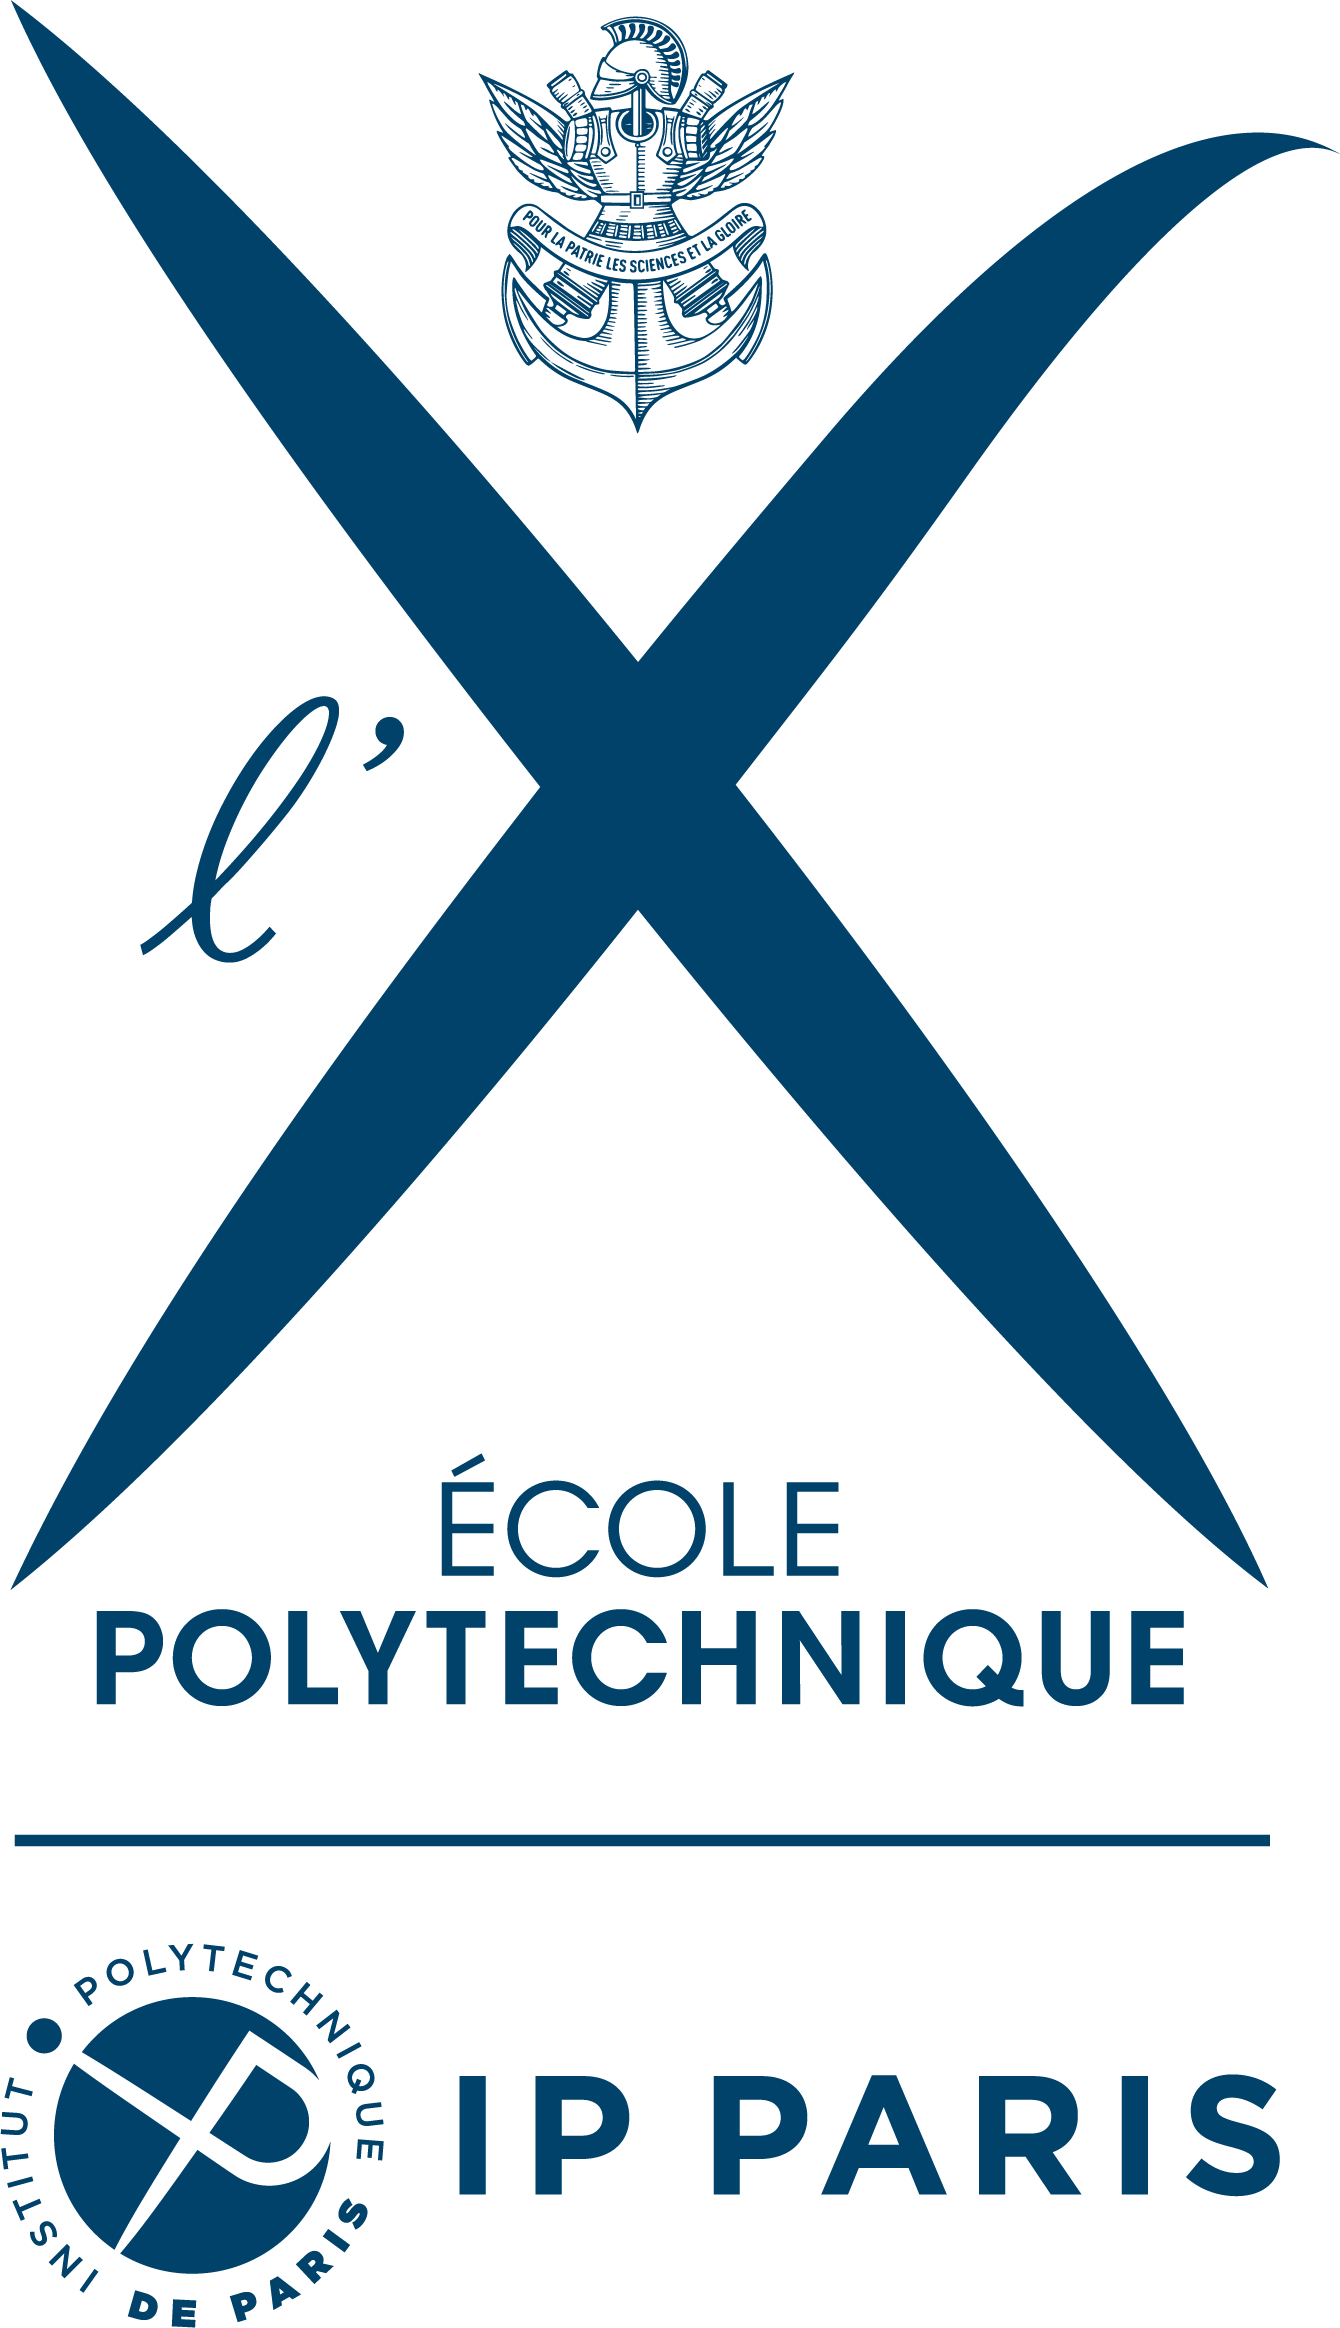 POUR LA PATRIE LES SCIENCES ET LA GLOIRE
l'X
ÉCOLE
POLYTECHNIQUE
INSTITUT POLYTECHNIQUE
DE PARIS
IP PARIS